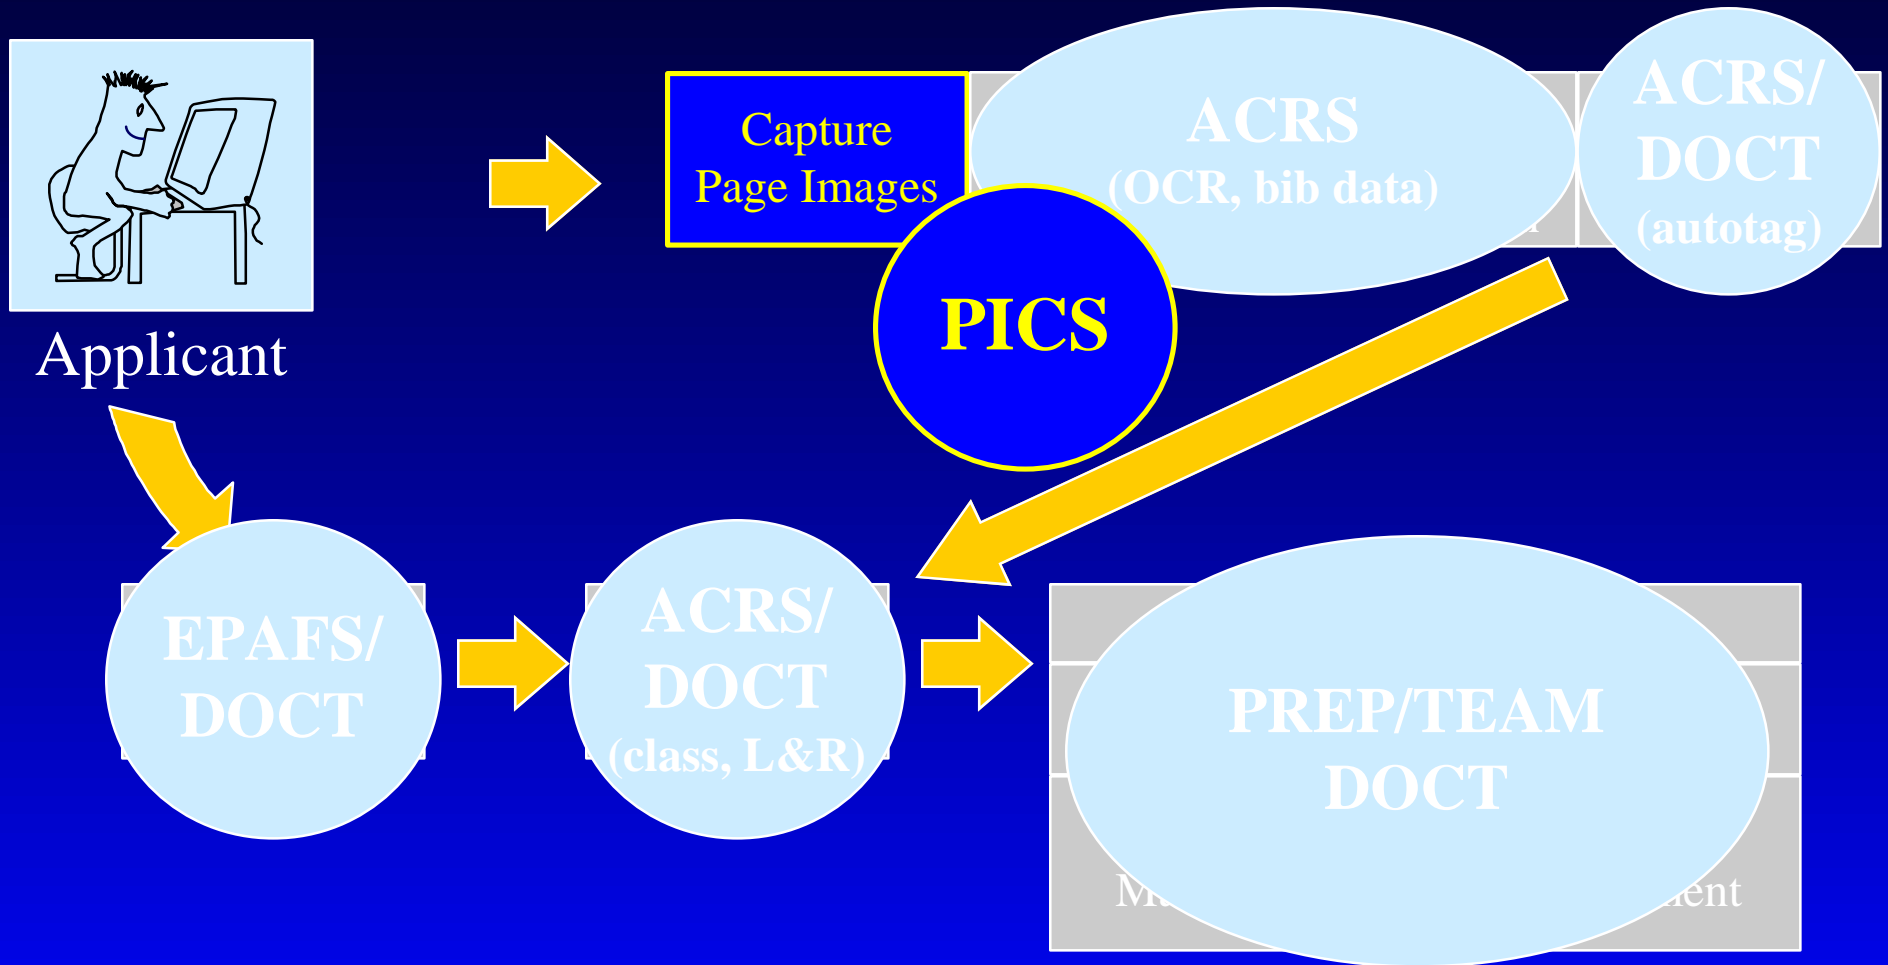 Capture
Page Images
ACRS
(OCR, bib data)
ACRS/
DOCT
(autotag)
PICS
Applicant
EPAFS/
DOCT
ACRS/
DOCT
(class, L&R)
PREP/TEAM
DOCT